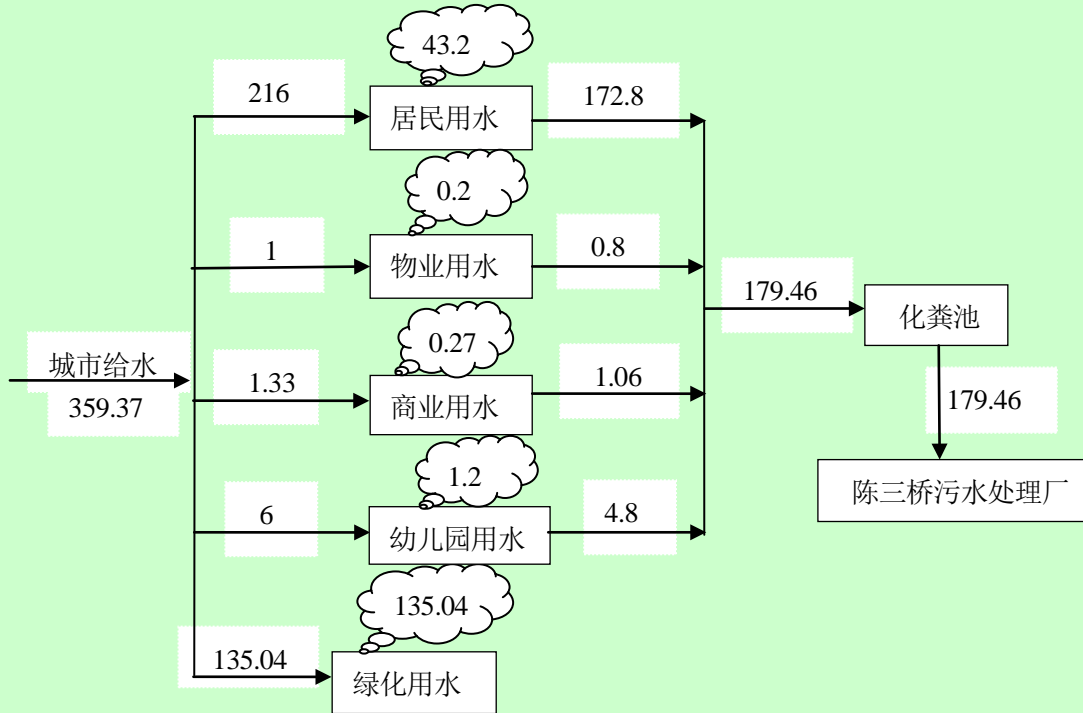 43.2
216
居民用水
172.8
0.2
1
物业用水
0.8
179.46
化粪池
城市给水
359.37
0.27
1.33
商业用水
1.06
179.46
陈三桥污水处理厂
1.2
6
幼儿园用水
4.8
135.04
135.04
绿化用水